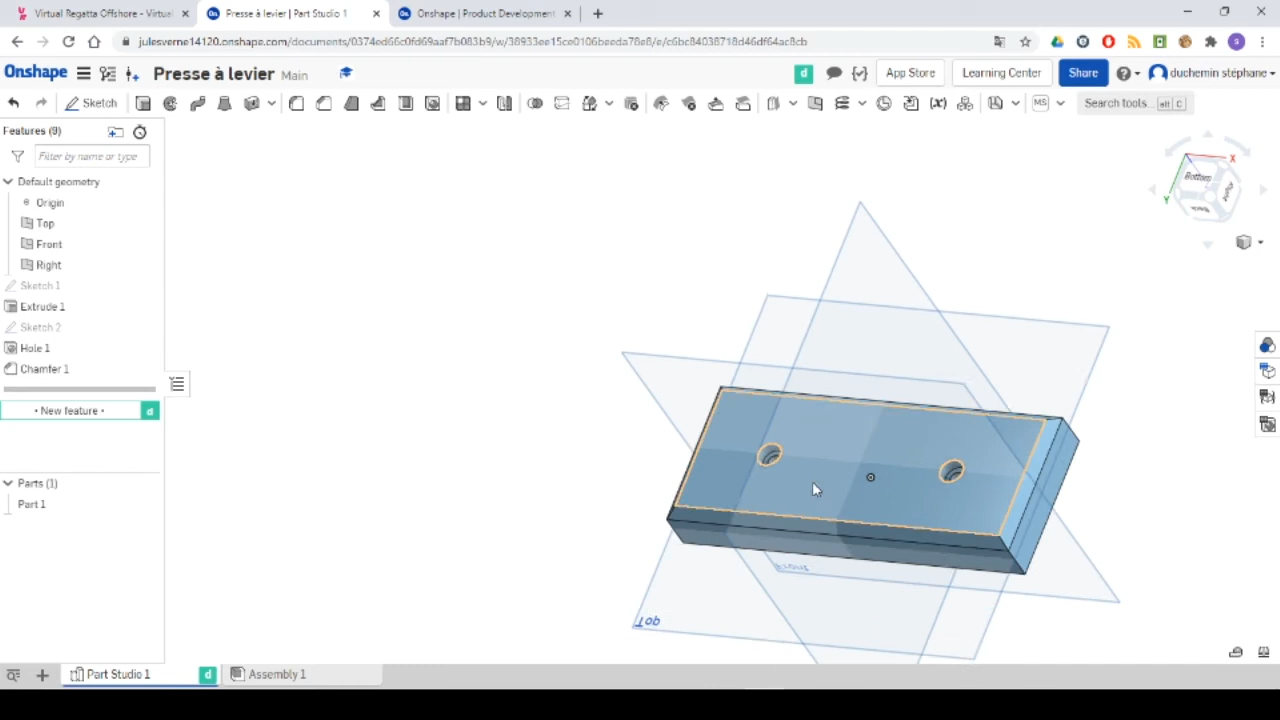 Virtual Regatta Offshore - Virtual
Presse à levier | Part Studio 1
Onshape | Product Development
julesverne14120.onshape.com/documents/0374ed66c0fd69aaf7b083b9/w/38933ee15ce0106beeda78e8/e/c6bc84038718d46df64ac8cb
Onshape
Presse à levier
Main
d
App Store
Learning Center
Share
duchemin stéphane
Sketch
MS
Search tools...
alt C
Features (9)
Filter by name or type
Default geometry
Origin
Top
Front
Right
Sketch 1
Extrude 1
Sketch 2
Hole 1
Chamfer 1
New feature
d
Parts (1)
Part 1
X
Y
Bottom
Front
Top
Part Studio 1
d
Assembly 1